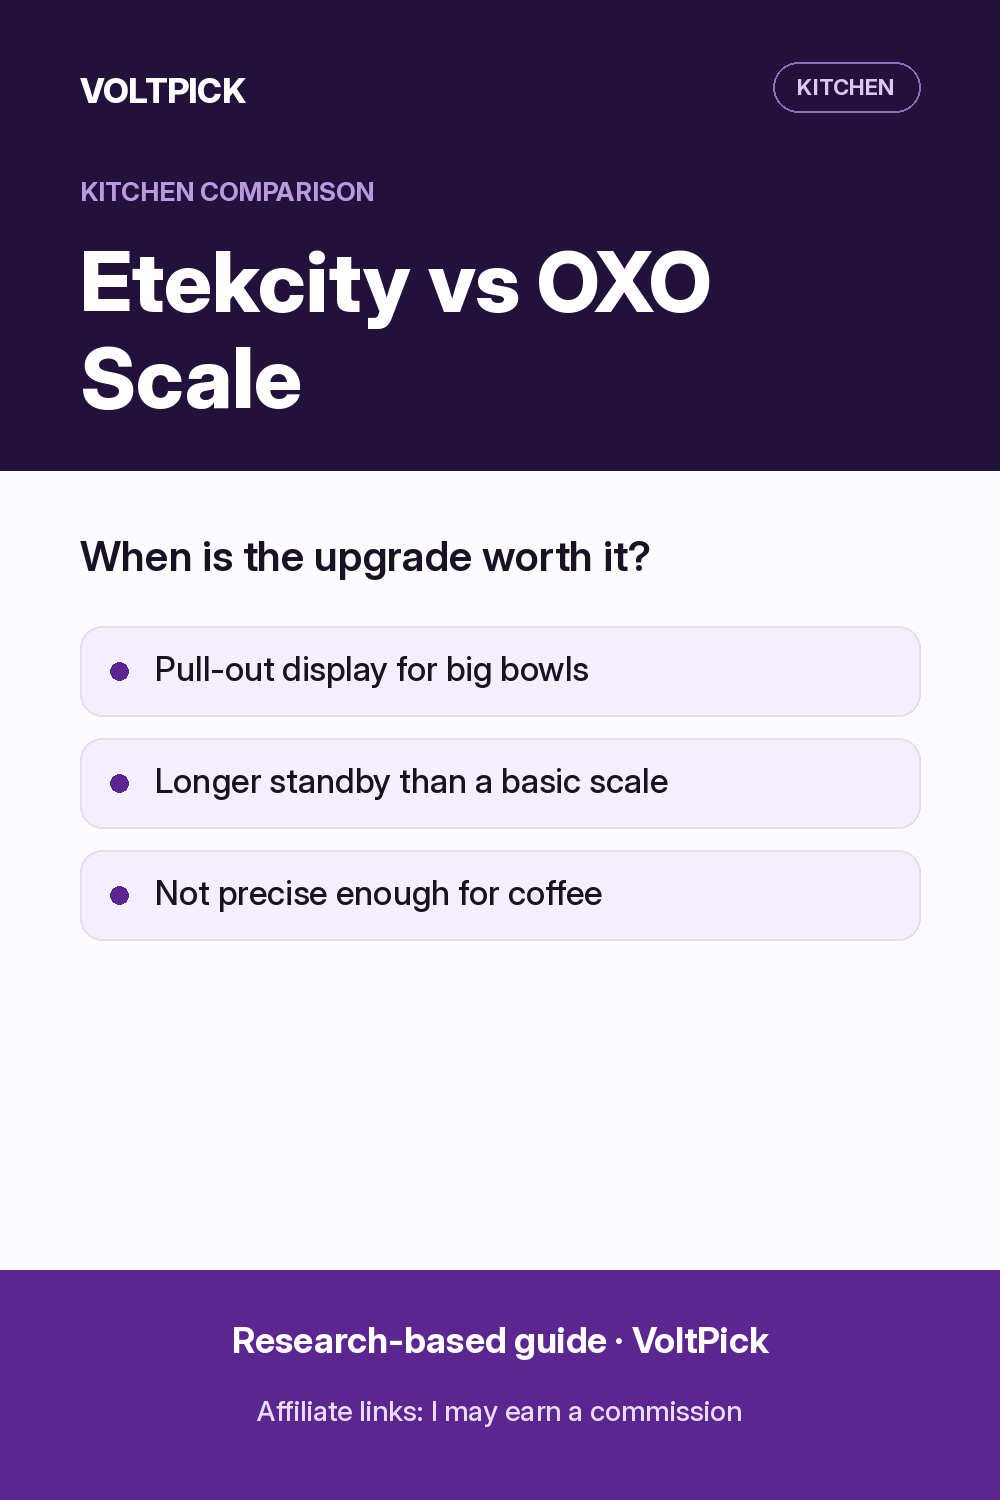 VOLTPICK
KITCHEN
KITCHEN COMPARISON
Etekcity vs OXO
Scale
When is the upgrade worth it?
Pull-out display for big bowls
Longer standby than a basic scale
Not precise enough for coffee
Research-based guide · VoltPick
Affiliate links: I may earn a commission